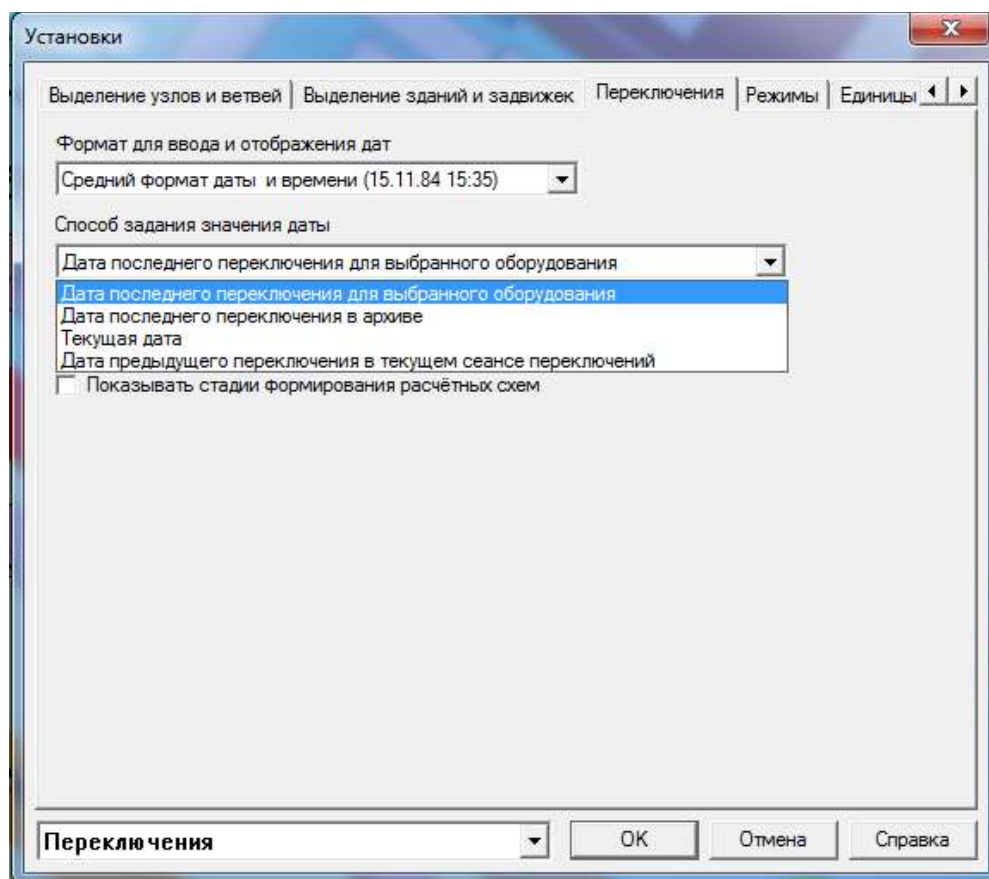 Установки
Выделение узлов и ветвей Выделение зданий и задвижек Переключения Режимы Единицы
Формат для ввода и отображения дат
Средний формат даты и времени (15.11.84 15:35)
Способ задания значения даты
Дата последнего переключения для выбранного оборудования
Дата последнего переключения для выбранного оборудования
Дата последнего переключения в архиве
Текущая дата
Дата предыдущего переключения в текущем сеансе переключений
Показывать стадии формирования расчётных схем
Переключения OK Отмена Справка